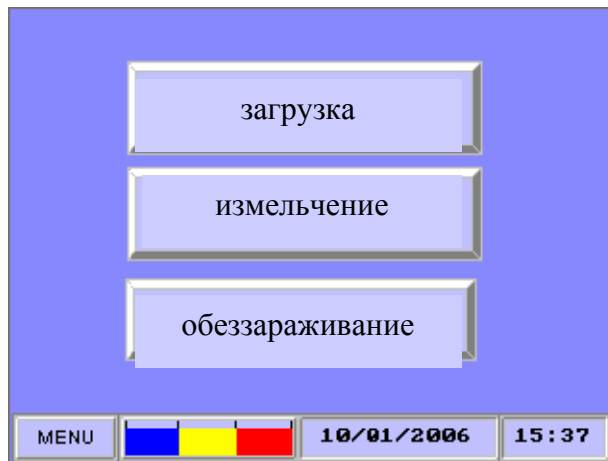 загрузка
измельчение
обеззараживание
MENU 10/01/2006 15:37